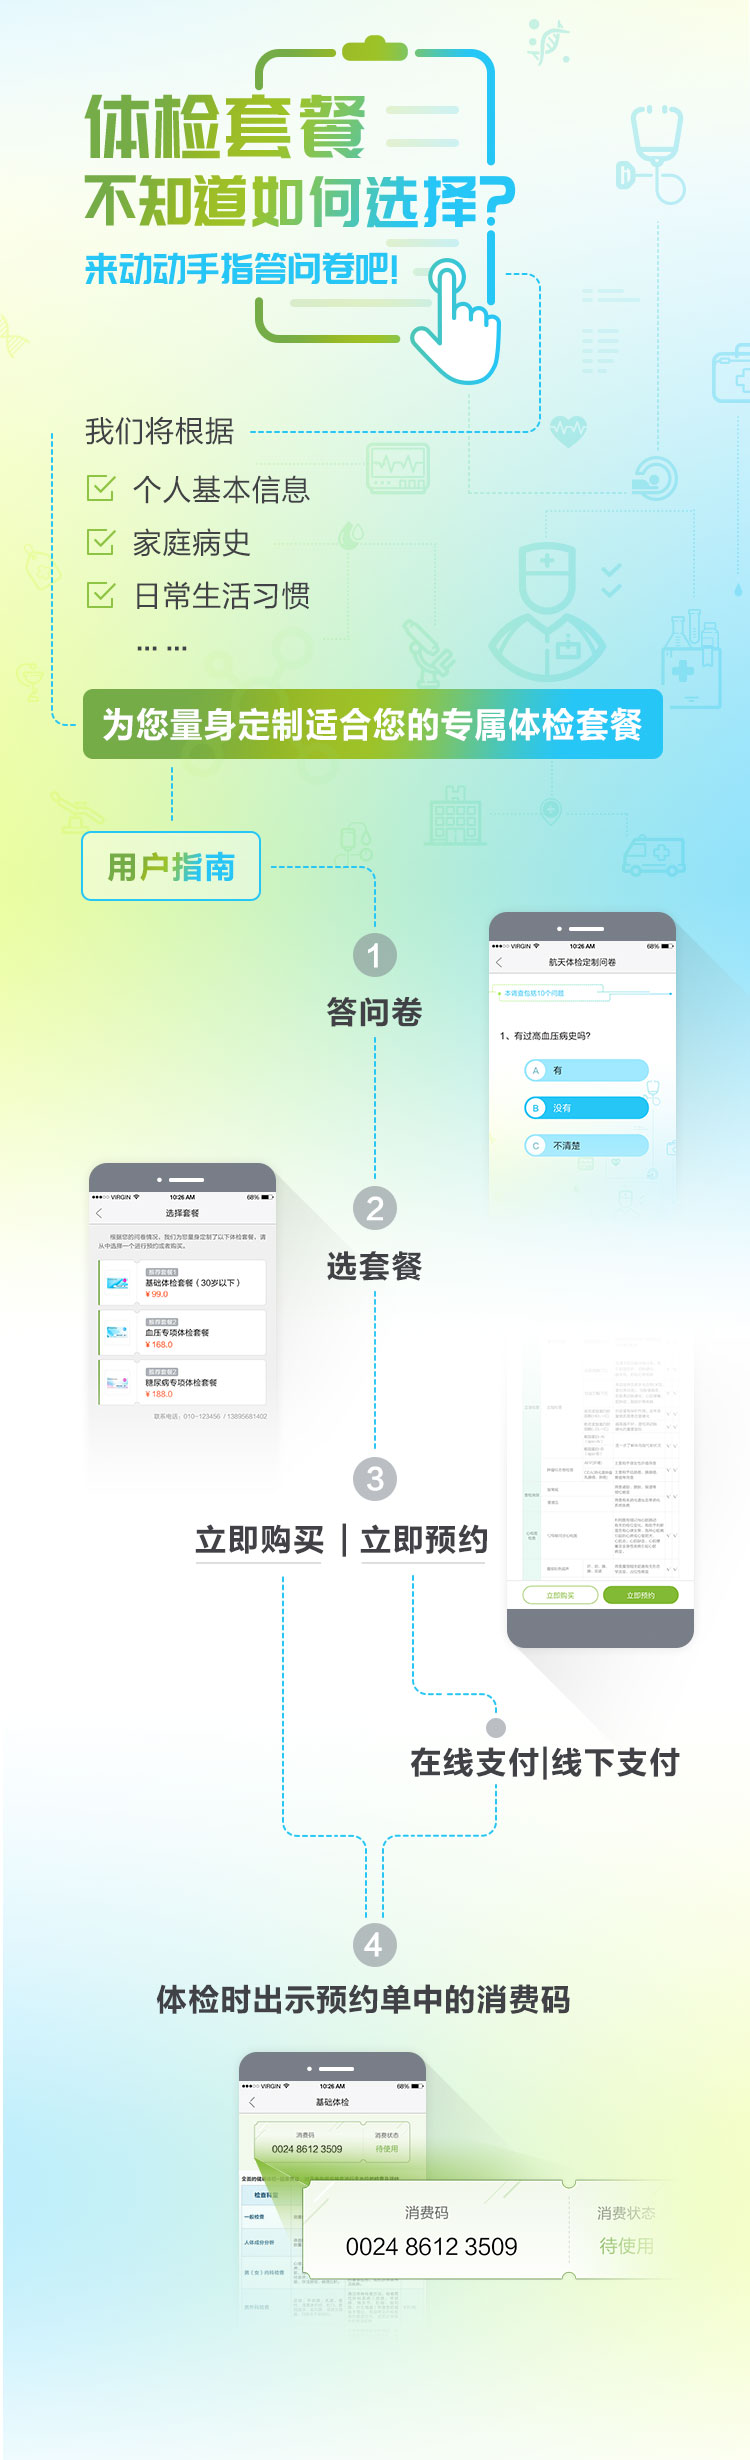 体检套餐
不知道如何选择?
来动动手指答问卷吧!
我们将根据
个人基本信息
家庭病史
日常生活习惯
... ...
为您量身定制适合您的专属体检套餐
用户指南
1
答问卷
VIRGIN 10:26 AM 68%
航天体检定制问卷
本调查包括10个问题
1、有过高血压病史吗?
A 有
B 没有
C 不清楚
2
选套餐
VIRGIN 10:26 AM 68%
选择套餐
根据您的问卷情况，我们为您量身定制了以下体检套餐，请
从中选择一个进行预约或者购买。
推荐套餐1
基础体检套餐（30岁以下）
¥99.0
推荐套餐2
血压专项体检套餐
¥168.0
推荐套餐2
糖尿病专项体检套餐
¥188.0
联系电话：010-123456 / 13895681402
3
立即购买 | 立即预约
立即购买
立即预约
在线支付|线下支付
4
体检时出示预约单中的消费码
VIRGIN 10:26 AM 68%
基础体检
消费码 消费状态
0024 8612 3509 待使用
检查科室
一般检查
人体成分分析
消费码 消费状态
0024 8612 3509 待使用